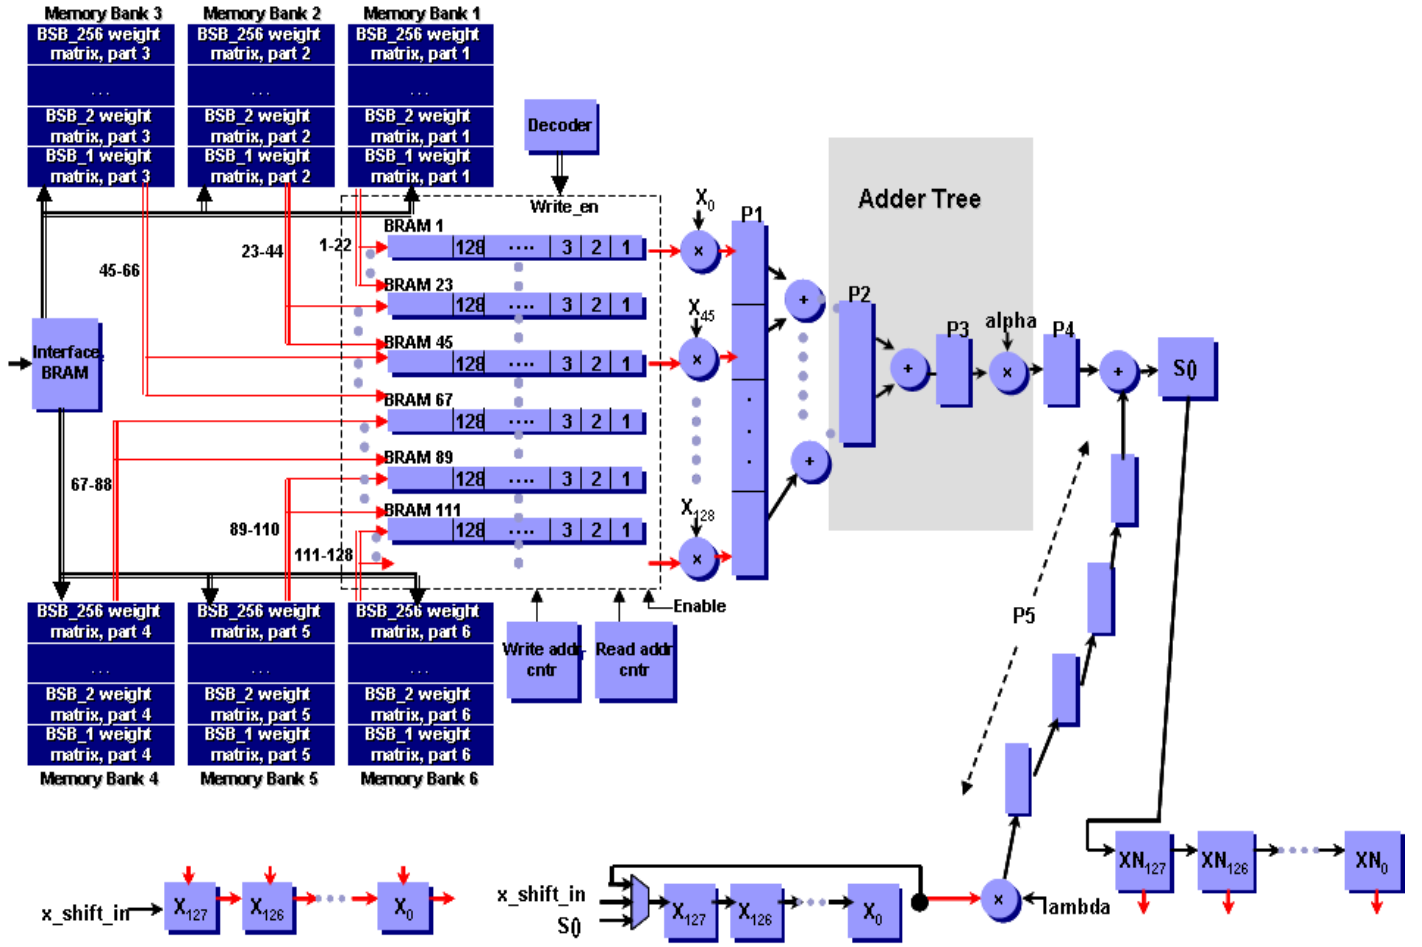 Memory Bank 3
BSB_256 weight
matrix, part 3
...
BSB_2 weight
matrix, part 3
BSB_1 weight
matrix, part 3
Memory Bank 2
BSB_256 weight
matrix, part 2
...
BSB_2 weight
matrix, part 2
BSB_1 weight
matrix, part 2
Memory Bank 1
BSB_256 weight
matrix, part 1
...
BSB_2 weight
matrix, part 1
BSB_1 weight
matrix, part 1
Decoder
Write_en
Adder Tree
1-22
23-44
45-66
67-88
89-110
111-128
Interface
BRAM
BRAM 1
128 .... 3 2 1
BRAM 23
128 .... 3 2 1
BRAM 45
128 .... 3 2 1
BRAM 67
128 .... 3 2 1
BRAM 89
128 .... 3 2 1
BRAM 111
128 .... 3 2 1
X0
×
X45
×
X128
×
P1
.
.
.
+
+
P2
+
P3
alpha
×
P4
+
S()
P5
Enable
Write addr
cntr
Read addr
cntr
BSB_256 weight
matrix, part 4
...
BSB_2 weight
matrix, part 4
BSB_1 weight
matrix, part 4
Memory Bank 4
BSB_256 weight
matrix, part 5
...
BSB_2 weight
matrix, part 5
BSB_1 weight
matrix, part 5
Memory Bank 5
BSB_256 weight
matrix, part 6
...
BSB_2 weight
matrix, part 6
BSB_1 weight
matrix, part 6
Memory Bank 6
x_shift_in
X127
X126
X0
x_shift_in
S()
X127
X126
X0
×
lambda
XN127
XN126
XN0